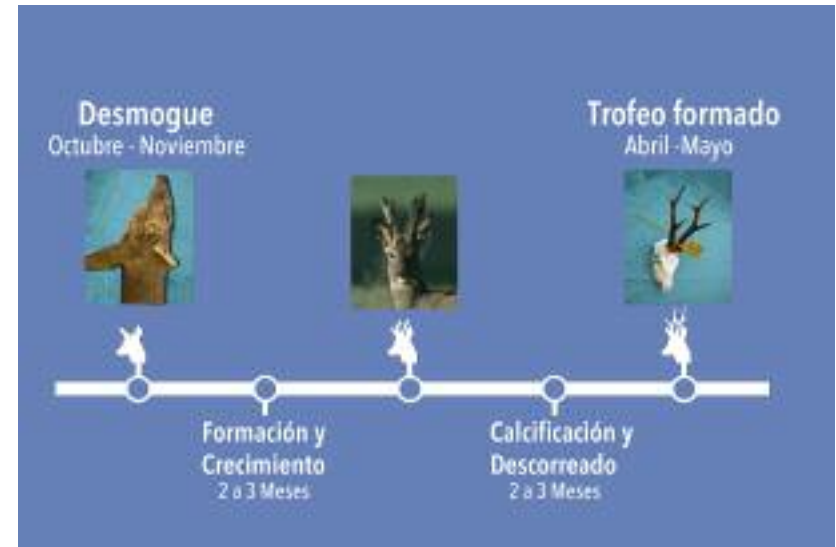 Desmogue
Octubre - Noviembre
Trofeo formado
Abril -Mayo
Formación y
Crecimiento
2 a 3 Meses
Calcificación y
Descorreado
2 a 3 Meses